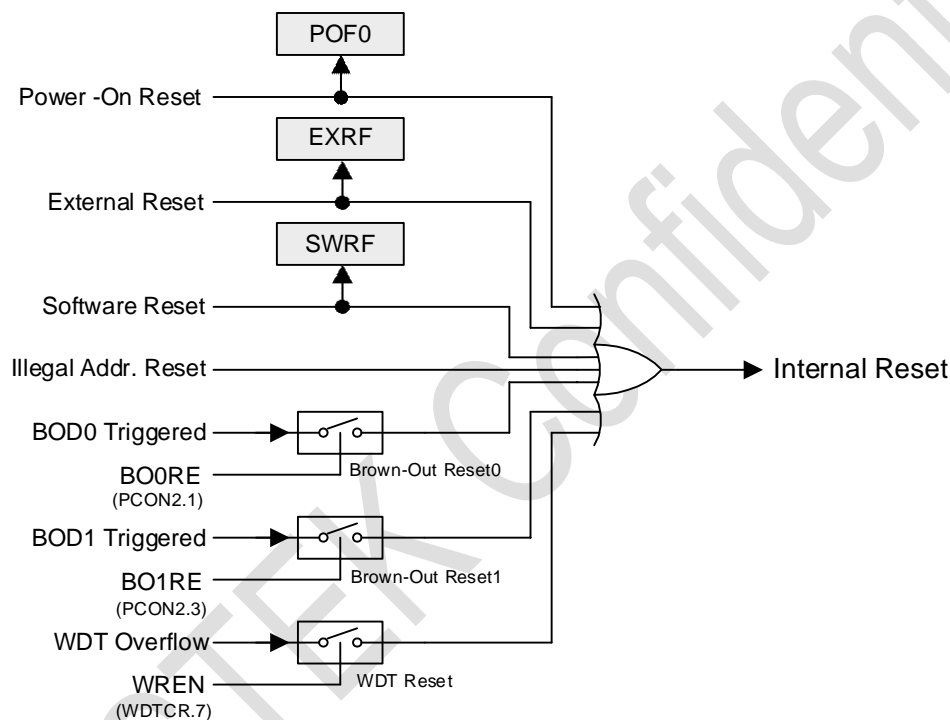 POF0
Power -On Reset
EXRF
External Reset
SWRF
Software Reset
Illegal Addr. Reset
Internal Reset
BOD0 Triggered
BO0RE
(PCON2.1)
Brown-Out Reset0
BOD1 Triggered
BO1RE
(PCON2.3)
Brown-Out Reset1
WDT Overflow
WREN
(WDTCR.7)
WDT Reset